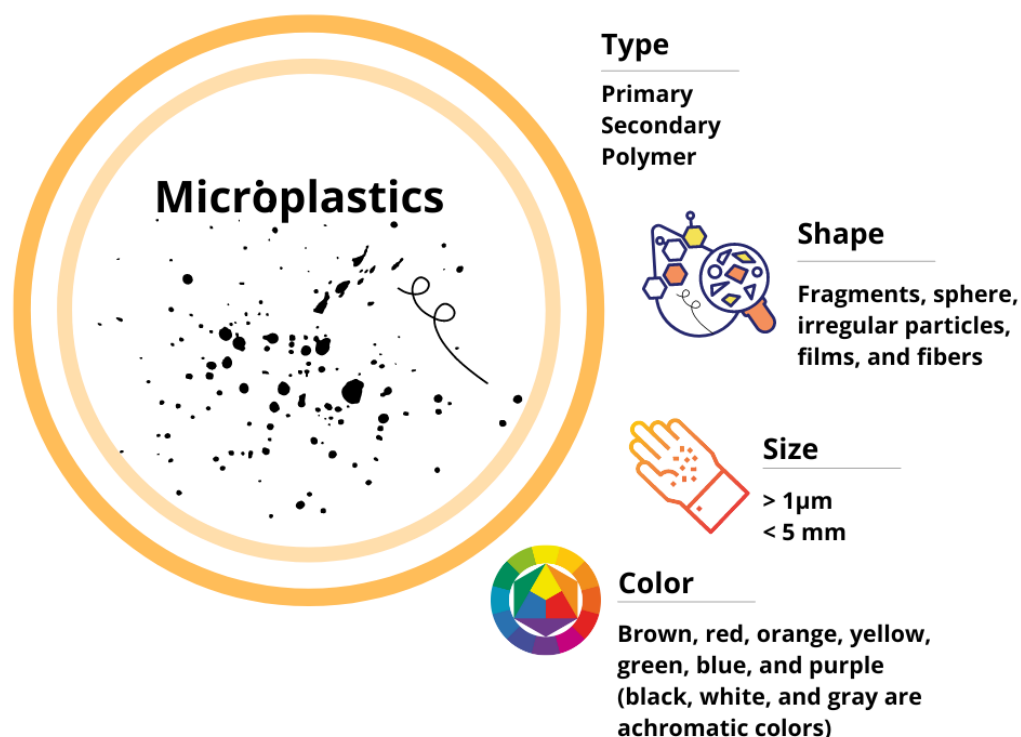 Microplastics
Type
Primary
Secondary
Polymer
Shape
Fragments, sphere,
irregular particles,
films, and fibers
Size
> 1µm
< 5 mm
Color
Brown, red, orange, yellow,
green, blue, and purple
(black, white, and gray are
achromatic colors)